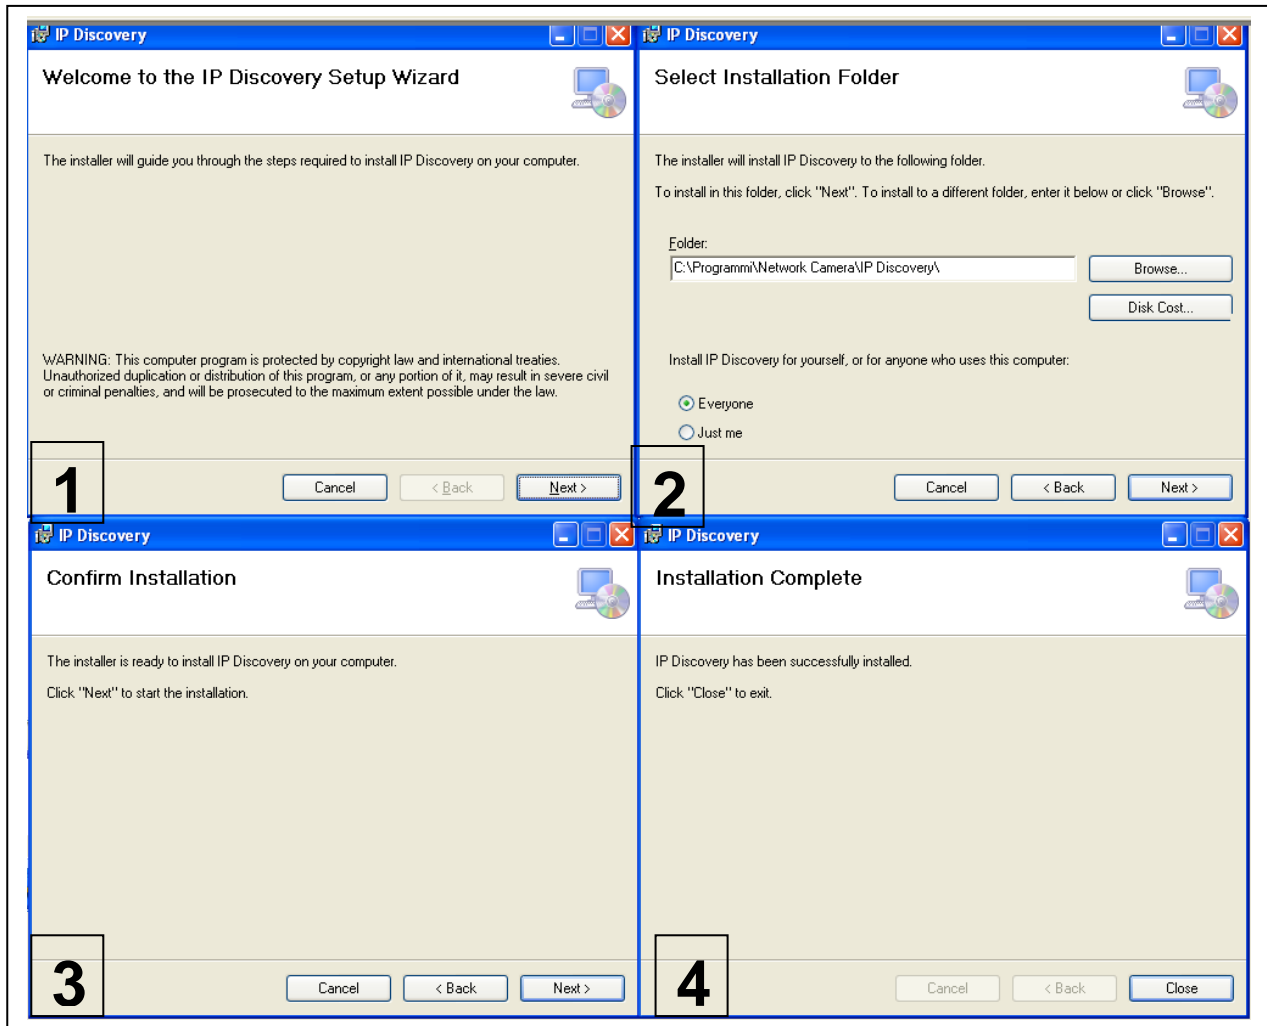 IP Discovery
Welcome to the IP Discovery Setup Wizard
The installer will guide you through the steps required to install IP Discovery on your computer.
WARNING: This computer program is protected by copyright law and international treaties.
Unauthorized duplication or distribution of this program, or any portion of it, may result in severe civil
or criminal penalties, and will be prosecuted to the maximum extent possible under the law.
1
Cancel
< Back
Next >
IP Discovery
Select Installation Folder
The installer will install IP Discovery to the following folder.
To install in this folder, click "Next". To install to a different folder, enter it below or click "Browse".
Folder:
C:\Programmi\Network Camera\IP Discovery\
Browse...
Disk Cost...
Install IP Discovery for yourself, or for anyone who uses this computer:
Everyone
Just me
2
Cancel
< Back
Next >
IP Discovery
Confirm Installation
The installer is ready to install IP Discovery on your computer.
Click "Next" to start the installation.
3
Cancel
< Back
Next >
IP Discovery
Installation Complete
IP Discovery has been successfully installed.
Click "Close" to exit.
4
Cancel
< Back
Close